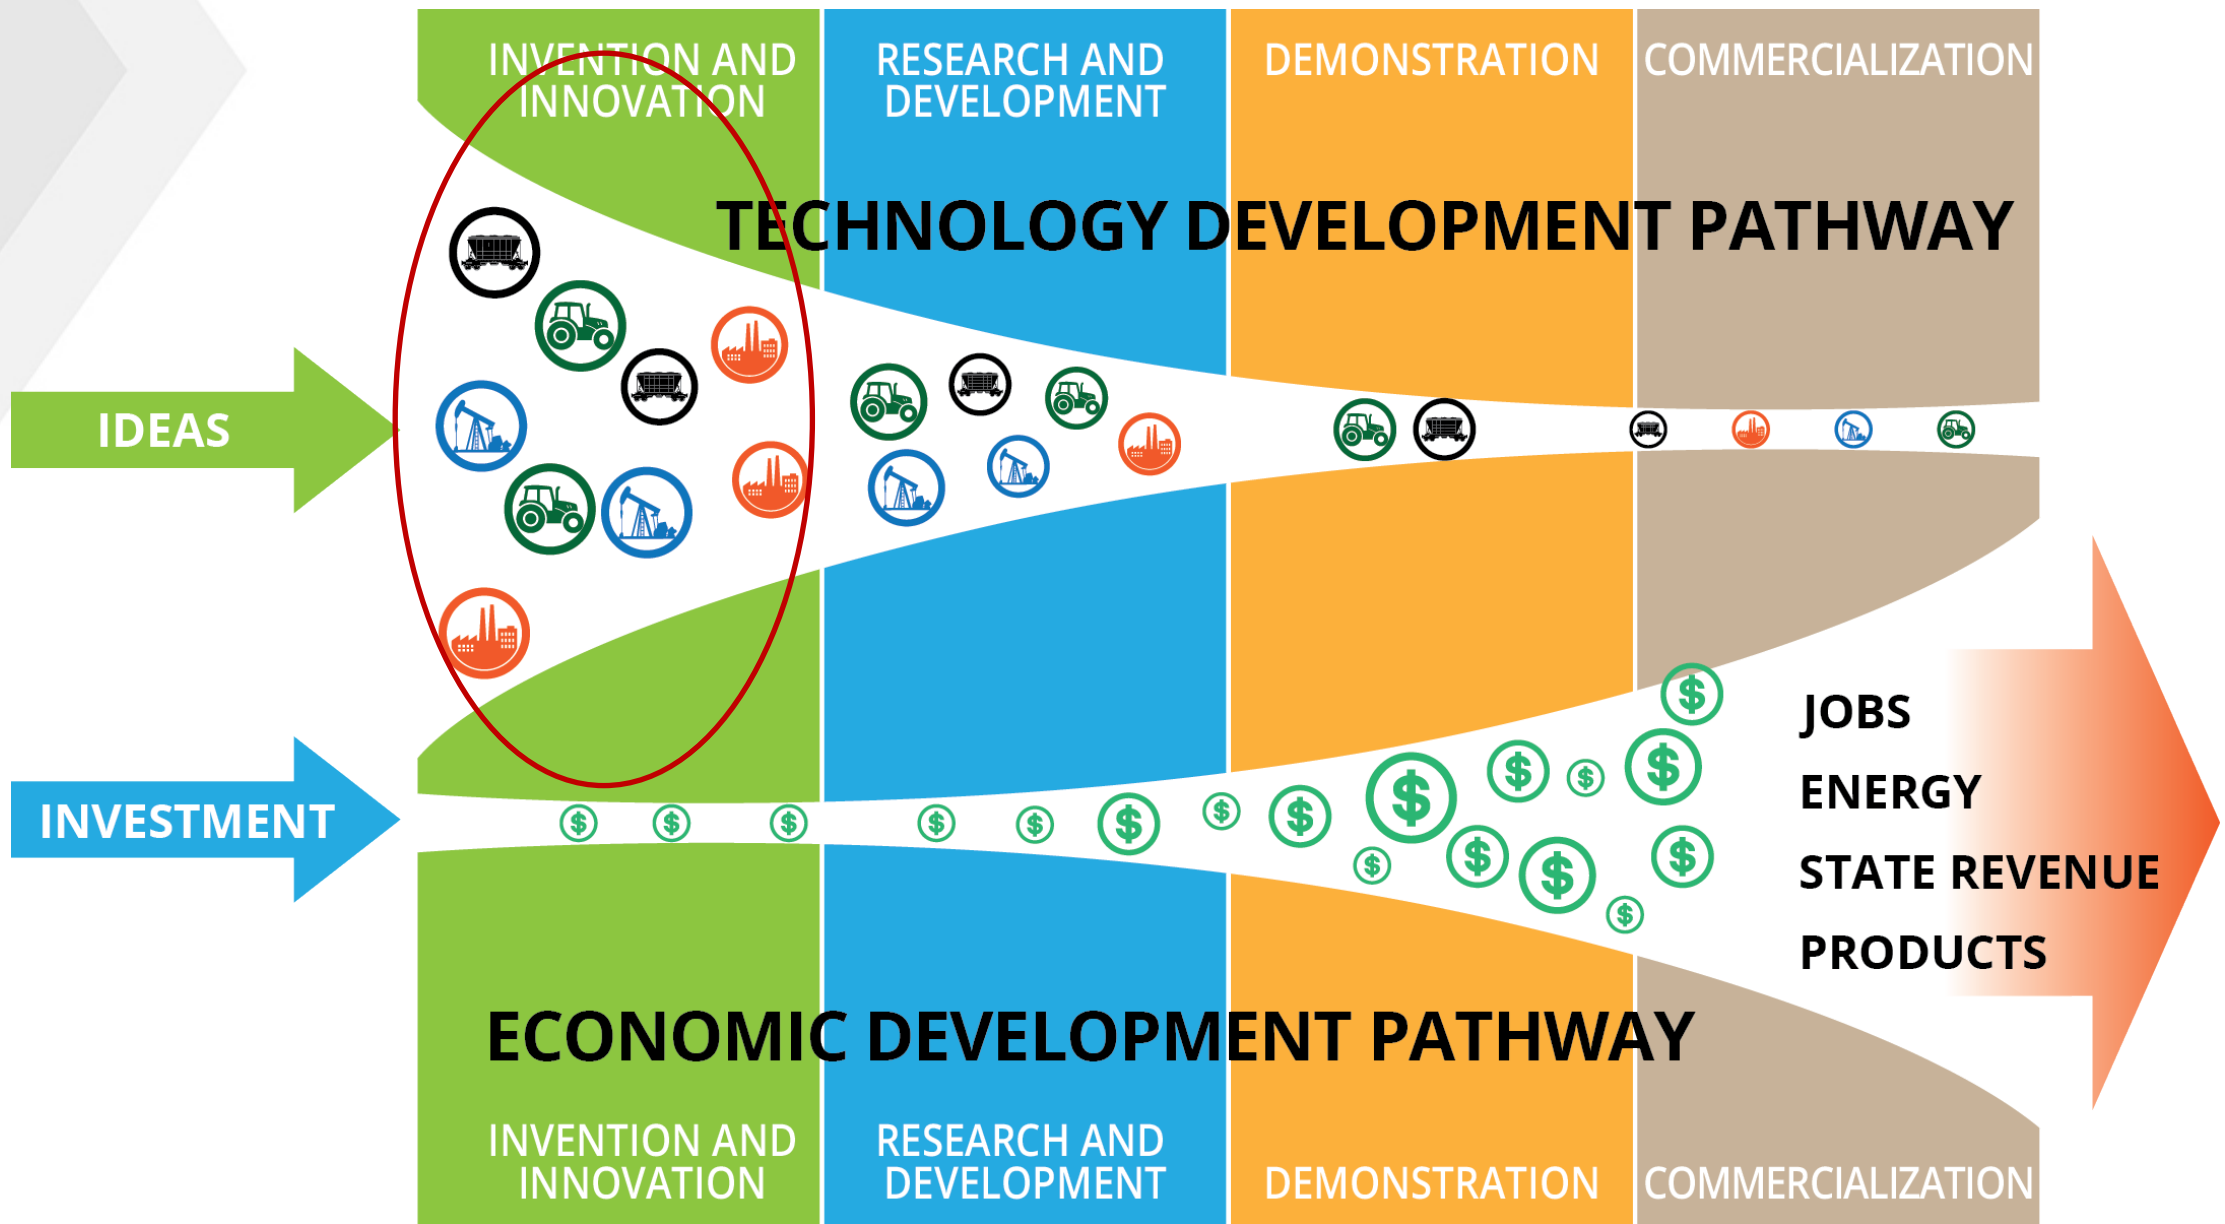 INVENTION AND
INNOVATION
RESEARCH AND
DEVELOPMENT
DEMONSTRATION
COMMERCIALIZATION
TECHNOLOGY DEVELOPMENT PATHWAY
IDEAS
INVESTMENT
$ $ $ $ $ $ $ $ $ $ $ $ $ $ $ $ $ $
JOBS
ENERGY
STATE REVENUE
PRODUCTS
ECONOMIC DEVELOPMENT PATHWAY
INVENTION AND
INNOVATION
RESEARCH AND
DEVELOPMENT
DEMONSTRATION
COMMERCIALIZATION